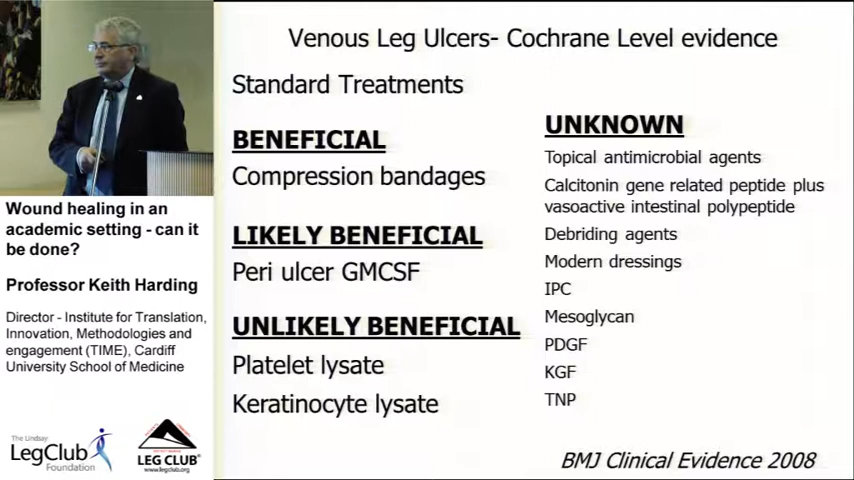 Venous Leg Ulcers- Cochrane Level evidence
Standard Treatments
BENEFICIAL
Compression bandages
LIKELY BENEFICIAL
Peri ulcer GMCSF
UNLIKELY BENEFICIAL
Platelet lysate
Keratinocyte lysate
UNKNOWN
Topical antimicrobial agents
Calcitonin gene related peptide plus
vasoactive intestinal polypeptide
Debriding agents
Modern dressings
IPC
Mesoglycan
PDGF
KGF
TNP
BMJ Clinical Evidence 2008
Wound healing in an
academic setting - can it
be done?
Professor Keith Harding
Director - Institute for Translation,
Innovation, Methodologies and
engagement (TIME), Cardiff
University School of Medicine
The Lindsay
LegClub
Foundation
LEG CLUB®
www.legclub.org